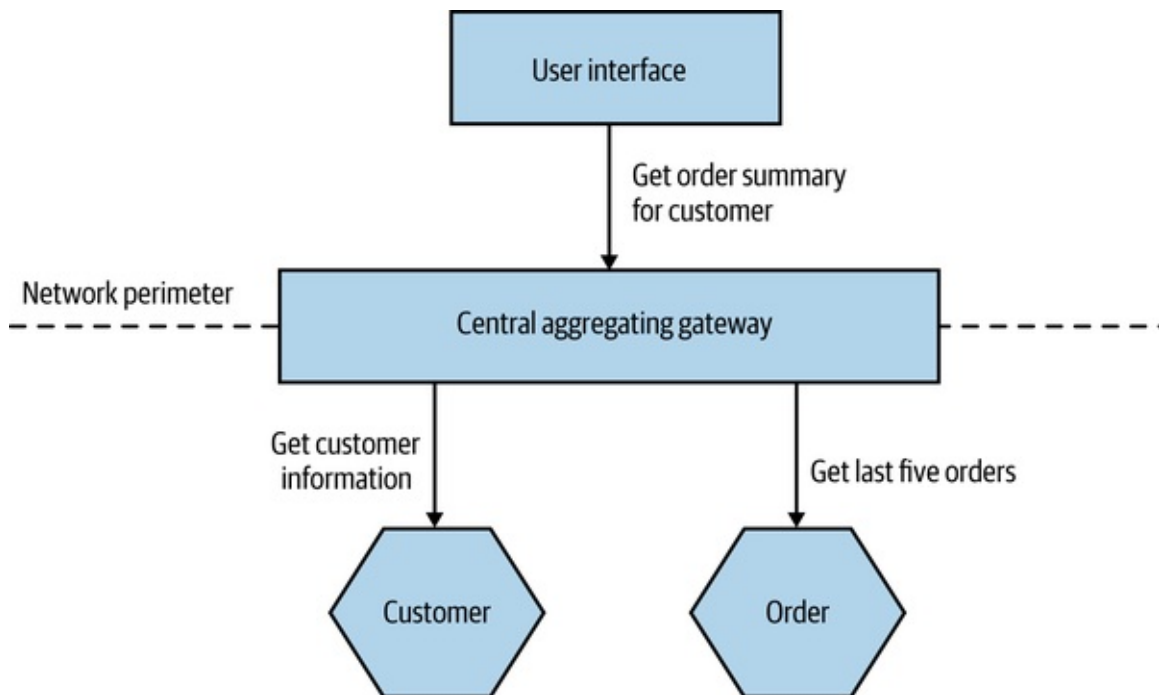 User interface
Get order summary
for customer
Network perimeter
Central aggregating gateway
Get customer
information
Get last five orders
Customer
Order